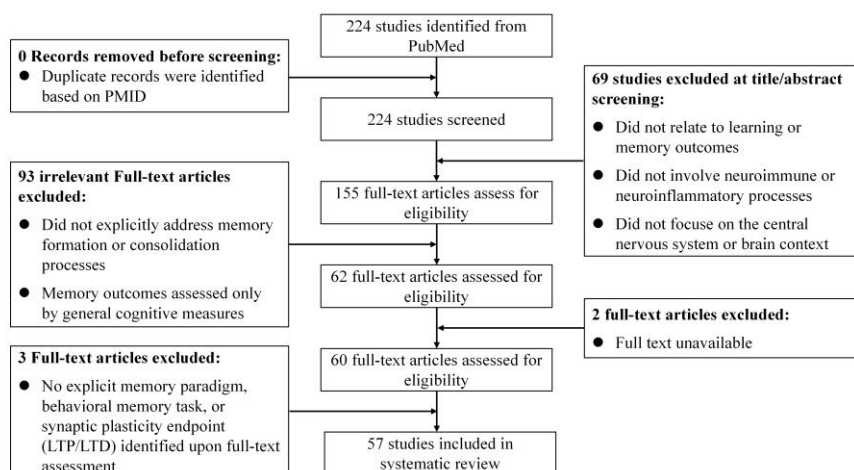 224 studies identified from
PubMed
0 Records removed before screening:
● Duplicate records were identified
based on PMID
224 studies screened
69 studies excluded at title/abstract
screening:
● Did not relate to learning or
memory outcomes
● Did not involve neuroimmune or
neuroinflammatory processes
● Did not focus on the central
nervous system or brain context
155 full-text articles assess for
eligibility
93 irrelevant Full-text articles
excluded:
● Did not explicitly address memory
formation or consolidation
processes
● Memory outcomes assessed only
by general cognitive measures
62 full-text articles assessed for
eligibility
2 full-text articles excluded:
● Full text unavailable
60 full-text articles assessed for
eligibility
3 Full-text articles excluded:
● No explicit memory paradigm,
behavioral memory task, or
synaptic plasticity endpoint
(LTP/LTD) identified upon full-text
assessment
57 studies included in
systematic review